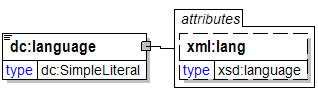 attributes
dc:language
type dc:SimpleLiteral
xml:lang
type xsd:language